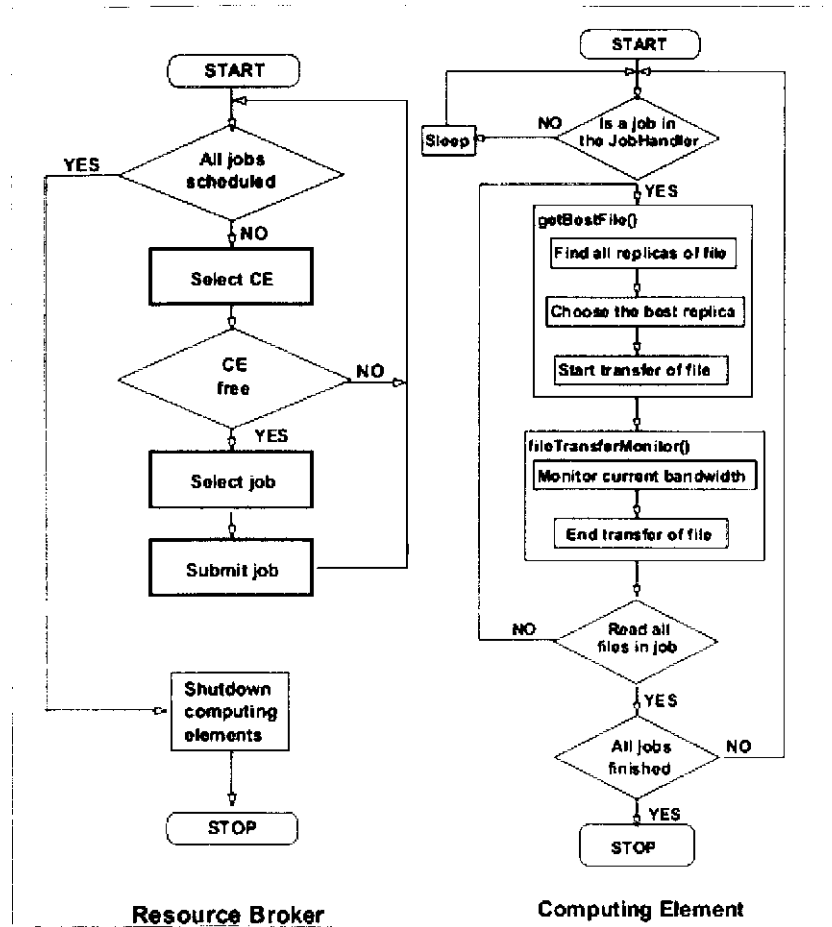 START
YES
All jobs
scheduled
NO
Select CE
CE
free
NO
YES
Select job
Submit job
Shutdown
computing
elements
STOP
Resource Broker
START
Sleep
NO
Is a job in
the JobHandler
YES
getBestFile()
Find all replicas of file
Choose the best replica
Start transfer of file
fileTransferMonitor()
Monitor current bandwidth
End transfer of file
NO
Read all
files in job
YES
All jobs
finished
NO
YES
STOP
Computing Element